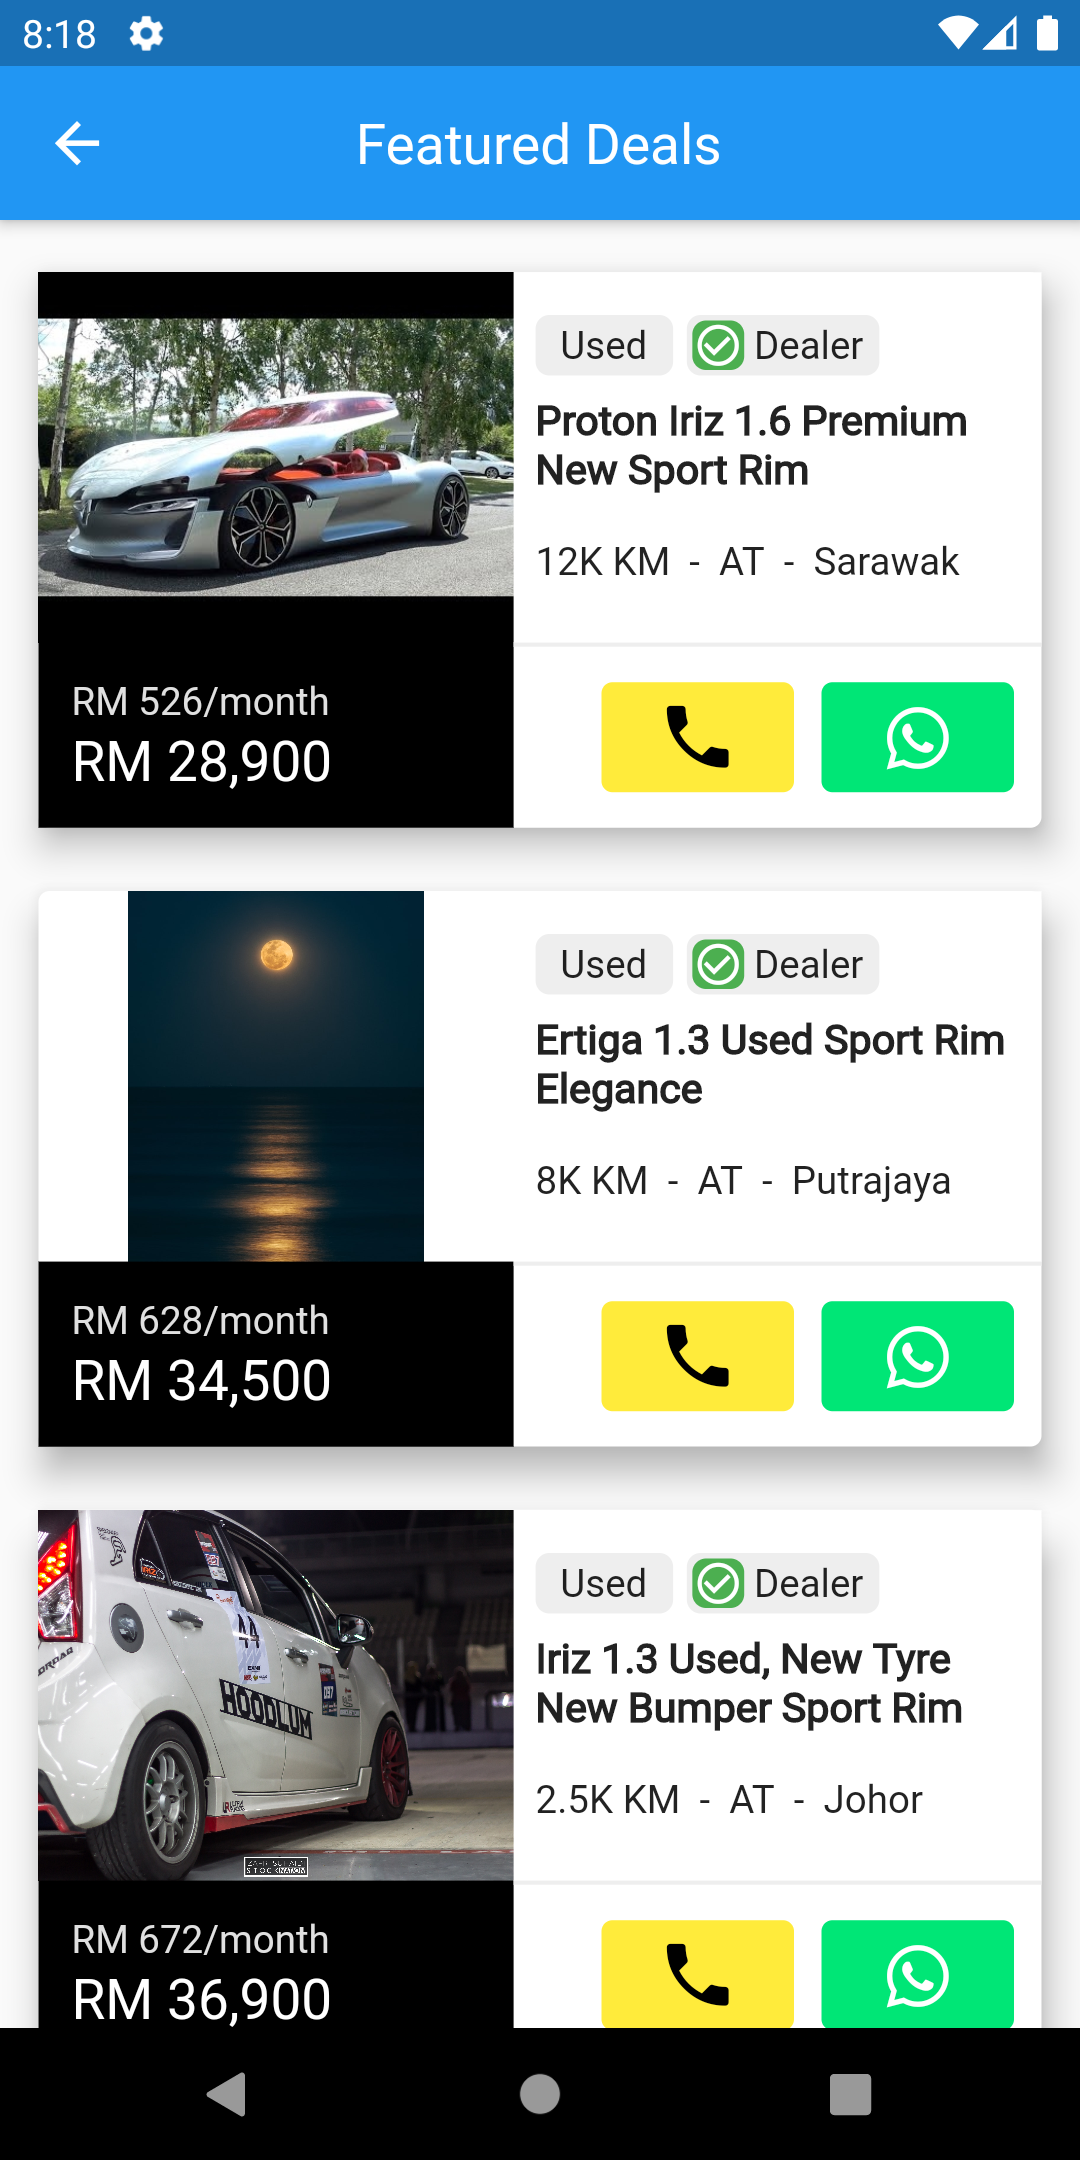 8:18
Featured Deals
Used
Dealer
Proton Iriz 1.6 Premium
New Sport Rim
12K KM - AT - Sarawak
RM 526/month
RM 28,900
Used
Dealer
Ertiga 1.3 Used Sport Rim
Elegance
8K KM - AT - Putrajaya
RM 628/month
RM 34,500
44
HOODLUM
Used
Dealer
Iriz 1.3 Used, New Tyre
New Bumper Sport Rim
2.5K KM - AT - Johor
RM 672/month
RM 36,900